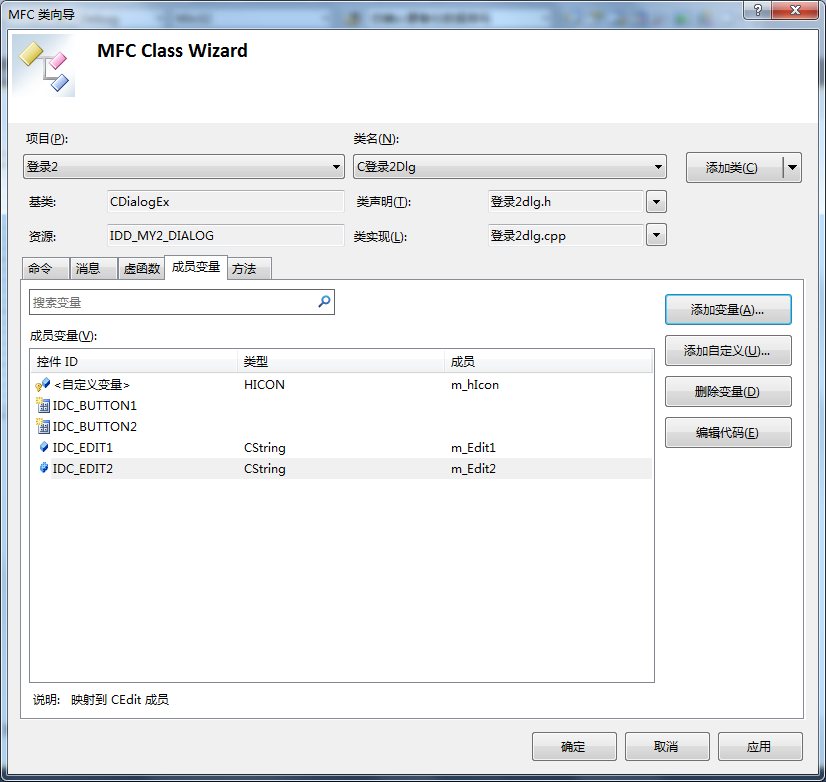 MFC 类向导
MFC Class Wizard
项目(P):
类名(N):
登录2
C登录2Dlg
添加类(C)
基类:
CDialogEx
类声明(T):
登录2dlg.h
资源:
IDD_MY2_DIALOG
类实现(L):
登录2dlg.cpp
命令
消息
虚函数
成员变量
方法
搜索变量
添加变量(A)...
成员变量(V):
添加自定义(U)...
控件 ID 类型 成员
<自定义变量> HICON m_hIcon
删除变量(D)
IDC_BUTTON1
IDC_BUTTON2
编辑代码(E)
IDC_EDIT1 CString m_Edit1
IDC_EDIT2 CString m_Edit2
说明: 映射到 CEdit 成员
确定
取消
应用